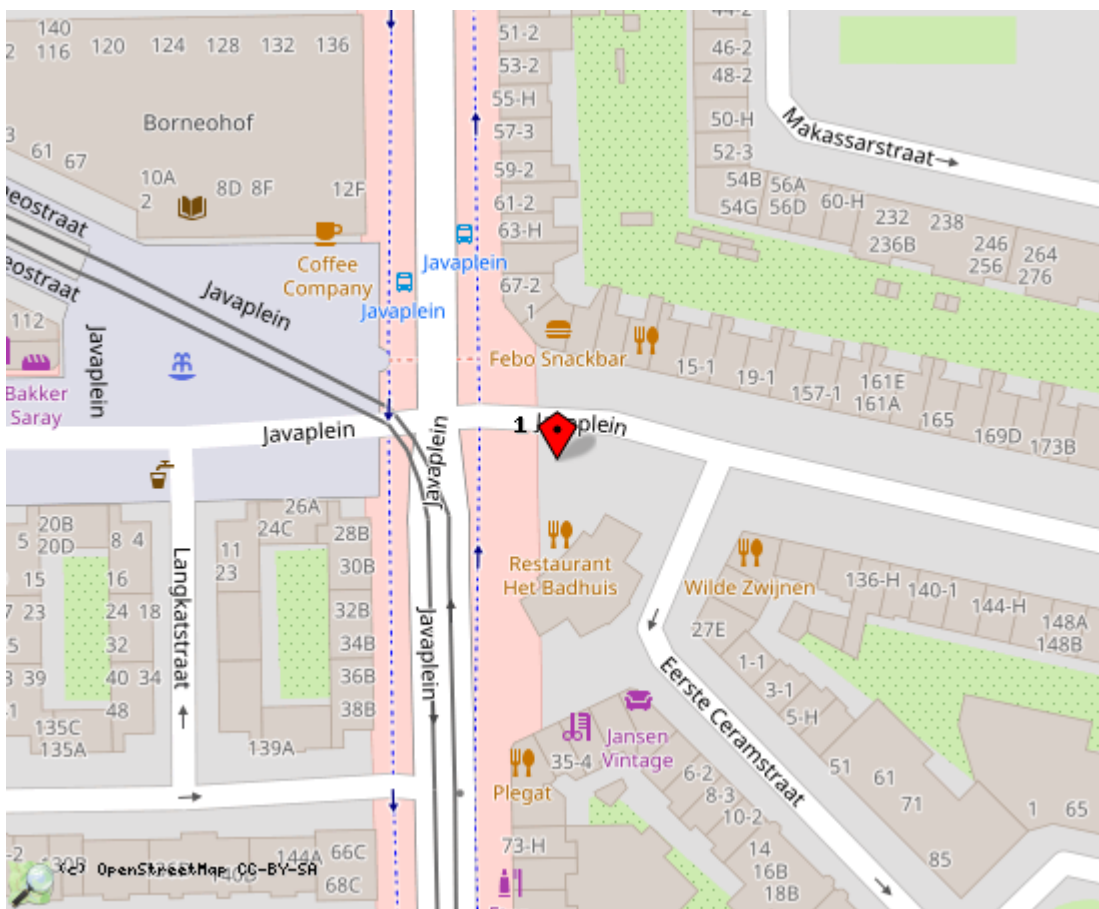 140
116
120
124
128
132
136
51-2
53-2
55-H
57-3
59-2
61-2
63-H
67-2
1
44-2
46-2
48-2
50-H
52-3
54B
54G
56A
56D
60-H
232
236B
238
246
256
264
276
Makassarstraat
Borneohof
61
67
10A
2
8D
8F
12F
Coffee
Company
Javaplein
Javaplein
Javaplein
Javaplein
112
Bakker
Saray
Febo Snackbar
15-1
19-1
157-1
161E
161A
165
169D
173B
Javaplein
Javaplein
1
Javaplein
20B
20D
5
8
4
15
16
23
24
18
32
39
40
34
48
135C
135A
Langkatstraat
26A
24C
11
23
28B
30B
32B
34B
36B
38B
139A
Javaplein
Restaurant
Het Badhuis
Wilde Zwijnen
27E
136-H
140-1
144-H
148A
148B
1-1
3-1
5-H
Eerste Ceramstraat
Jansen
Vintage
35-4
Plegat
6-2
8-3
10-2
14
16B
18B
51
61
71
85
1
65
73-H
144A
66C
68C
(c) OpenStreetMap CC-BY-SA